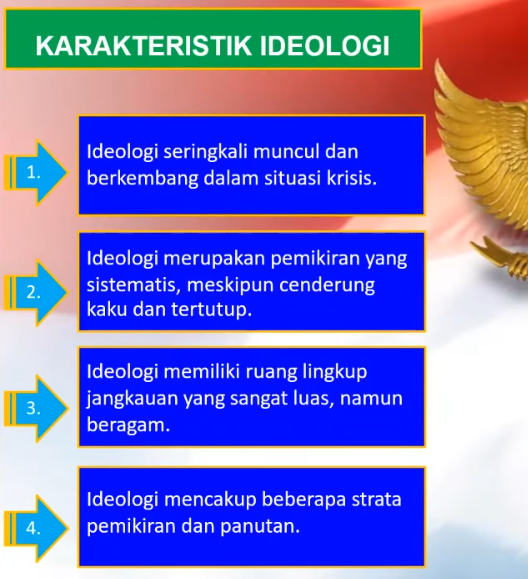 KARAKTERISTIK IDEOLOGI
1.
Ideologi seringkali muncul dan
berkembang dalam situasi krisis.
2.
Ideologi merupakan pemikiran yang
sistematis, meskipun cenderung
kaku dan tertutup.
3.
Ideologi memiliki ruang lingkup
jangkauan yang sangat luas, namun
beragam.
4.
Ideologi mencakup beberapa strata
pemikiran dan panutan.